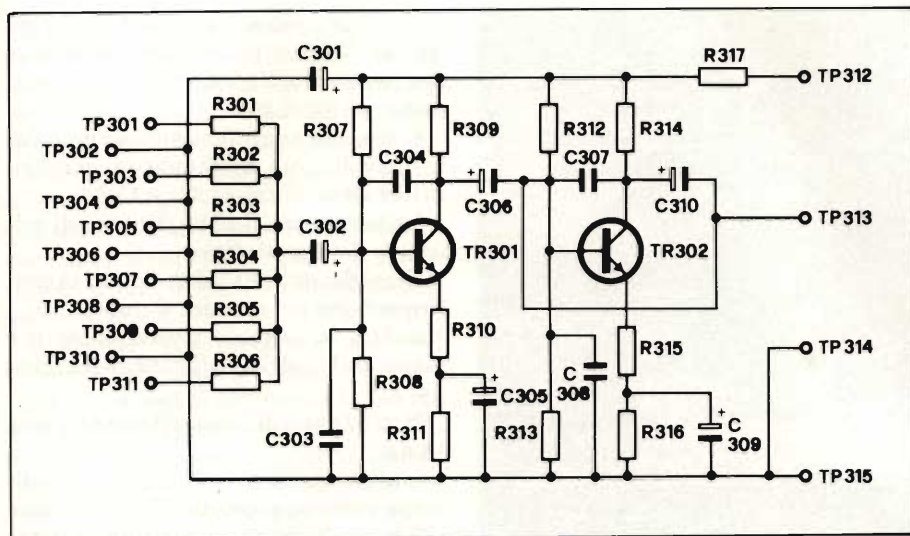 C301
+
R317
TP312
TP301
R301
R307
R309
R312
R314
TP302
R302
C304
C307
TP303
+
+
TP304
R303
C306
C310
TP313
TP305
C302
TR301
TR302
TP306
R304
+
TP307
TP308
R305
R310
R315
TP309
TP310
R306
+
C
308
TP314
TP311
R308
C305
+
C303
R311
R313
R316
C
309
TP315